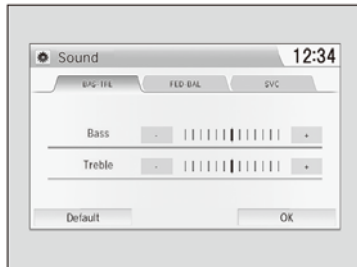 Sound 12:34
BAS-TRE FED-BAL SVC
Bass - +
Treble - +
Default OK